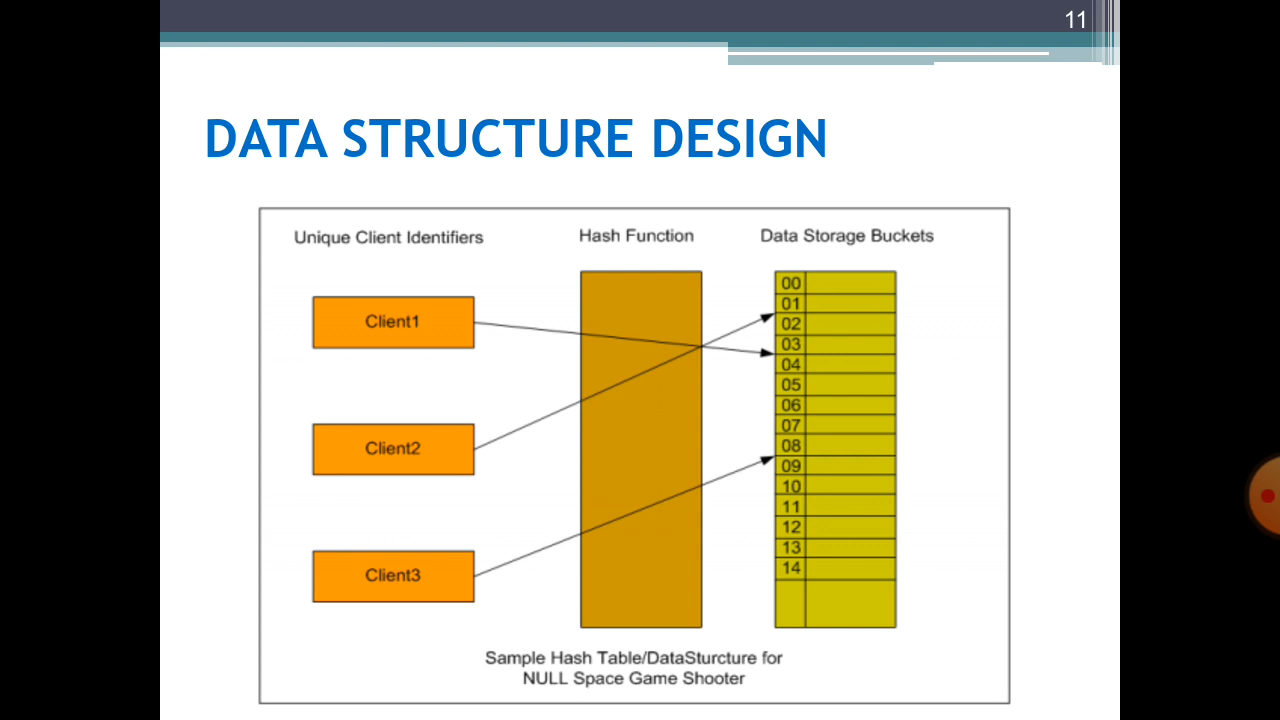 11
DATA STRUCTURE DESIGN
Unique Client Identifiers
Hash Function
Data Storage Buckets
Client1
Client2
Client3
00
01
02
03
04
05
06
07
08
09
10
11
12
13
14
Sample Hash Table/DataSturcture for
NULL Space Game Shooter